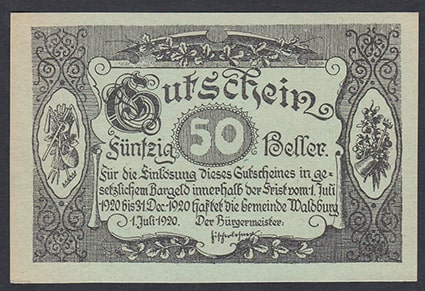 Gutschein
Fünfzig 50 Heller.
Für die Einlösung dieses Gutscheines in ge-
setzlichem Bargeld innerhalb der Frist vom 1. Juli
1920 bis 31. Dez. 1920 haftet die Gemeinde Waldburg
1. Juli 1920. Der Bürgermeister: